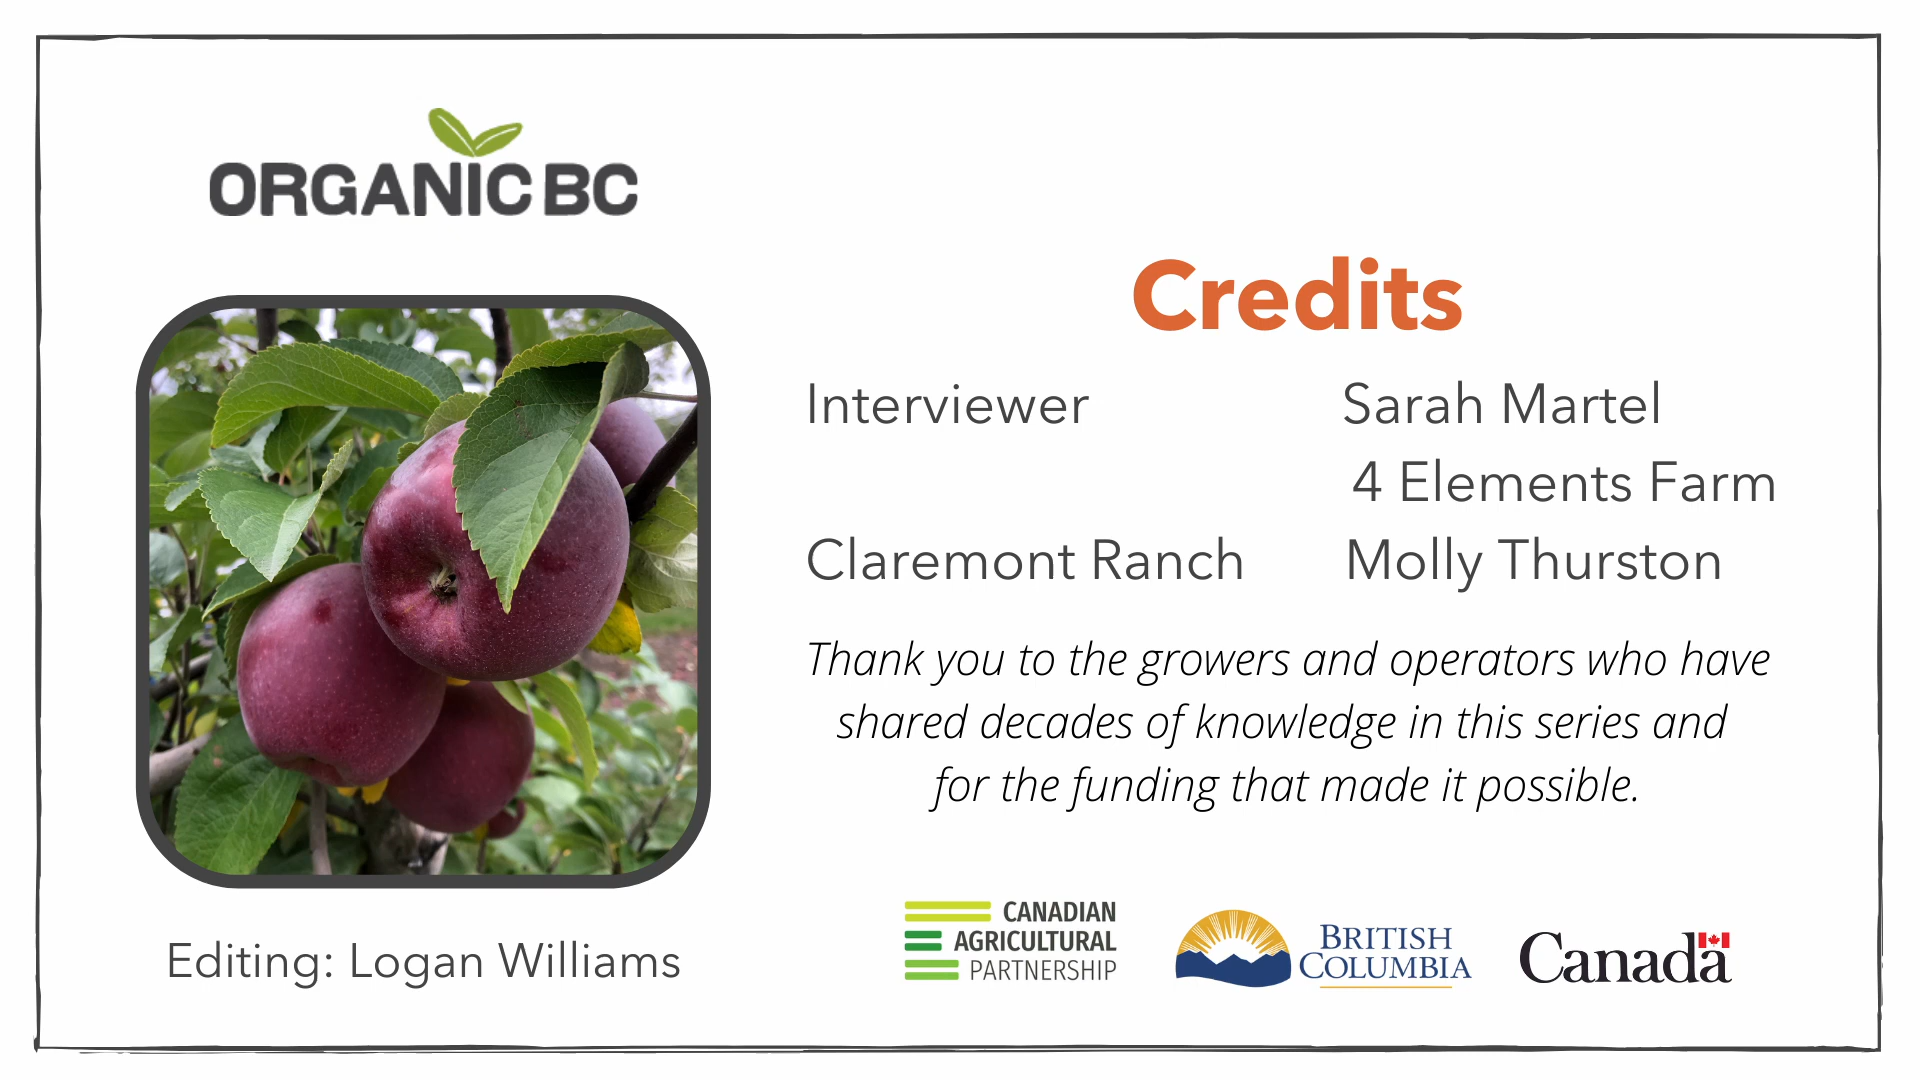 ORGANIC BC
Credits
Interviewer Sarah Martel
4 Elements Farm
Claremont Ranch Molly Thurston
Thank you to the growers and operators who have
shared decades of knowledge in this series and
for the funding that made it possible.
Editing: Logan Williams
CANADIAN
AGRICULTURAL
PARTNERSHIP
BRITISH
COLUMBIA
Canada